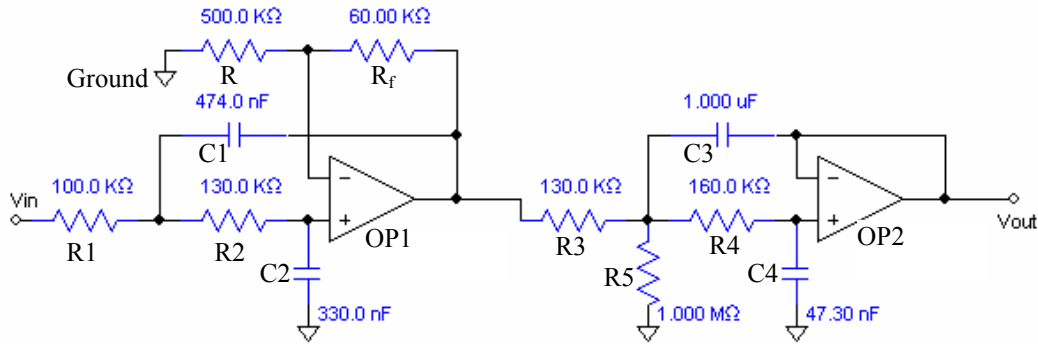 500.0 KΩ 60.00 KΩ
Ground R R_f
474.0 nF 1.000 uF
C1 C3
100.0 KΩ 130.0 KΩ 130.0 KΩ 160.0 KΩ
Vin
R1 R2 OP1 R3 R4 OP2 Vout
C2 R5 C4
330.0 nF 1.000 MΩ 47.30 nF